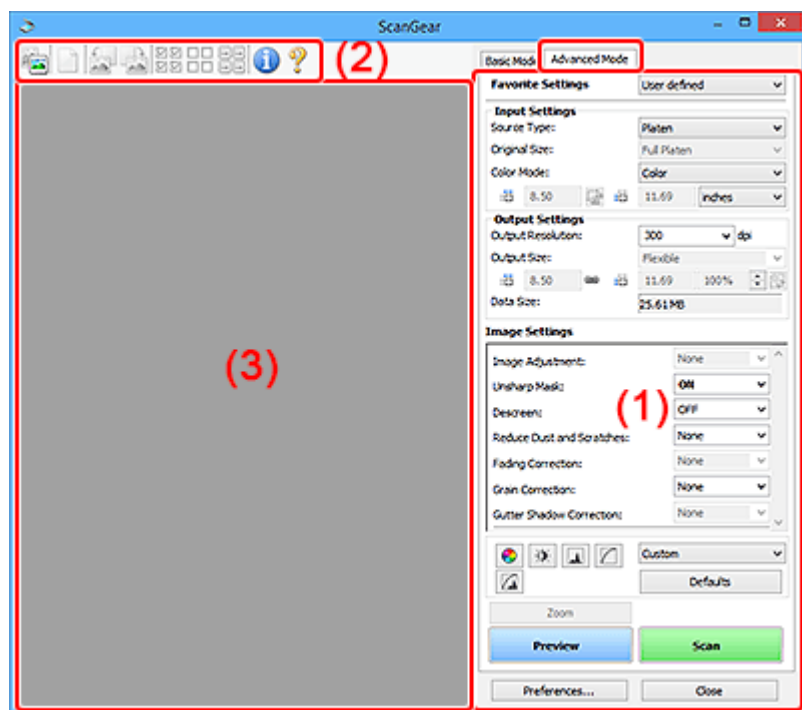 ScanGear
(2)
Basic Mode Advanced Mode
Favorite Settings User defined
Input Settings
Source Type: Platen
Original Size: Full Platen
Color Mode: Color
8.50 11.69 inches
Output Settings
Output Resolution: 300 dpi
Output Size: Flexible
8.50 11.69 100%
Data Size: 25.61MB
Image Settings
(3)
Image Adjustment: None
Unsharp Mask: ON
(1)
Descreen: OFF
Reduce Dust and Scratches: None
Fading Correction: None
Grain Correction: None
Gutter Shadow Correction: None
Custom
Defaults
Zoom
Preview Scan
Preferences... Close